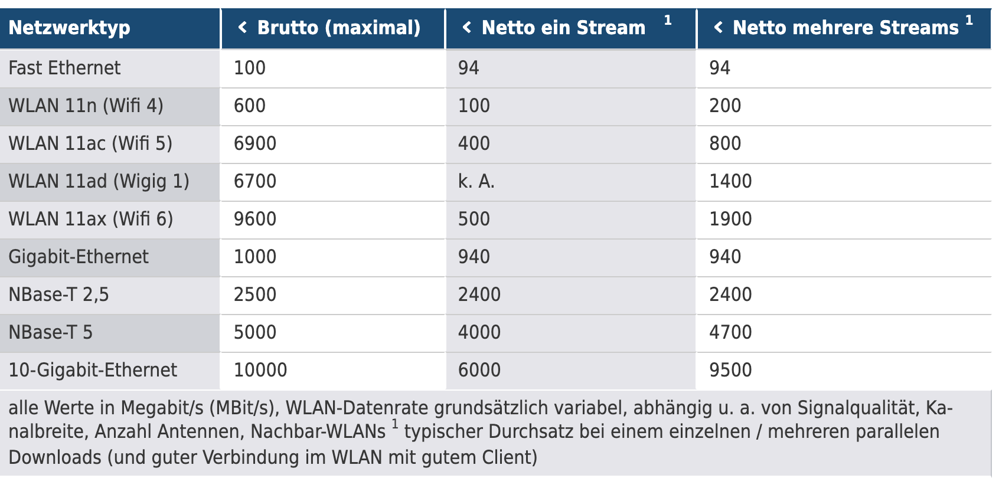 Netzwerktyp < Brutto (maximal) < Netto ein Stream 1 < Netto mehrere Streams 1
Fast Ethernet 100 94 94
WLAN 11n (Wifi 4) 600 100 200
WLAN 11ac (Wifi 5) 6900 400 800
WLAN 11ad (Wigig 1) 6700 k. A. 1400
WLAN 11ax (Wifi 6) 9600 500 1900
Gigabit-Ethernet 1000 940 940
NBase-T 2,5 2500 2400 2400
NBase-T 5 5000 4000 4700
10-Gigabit-Ethernet 10000 6000 9500
alle Werte in Megabit/s (MBit/s), WLAN-Datenrate grundsätzlich variabel, abhängig u. a. von Signalqualität, Ka-
nalbreite, Anzahl Antennen, Nachbar-WLANs 1 typischer Durchsatz bei einem einzelnen / mehreren parallelen
Downloads (und guter Verbindung im WLAN mit gutem Client)